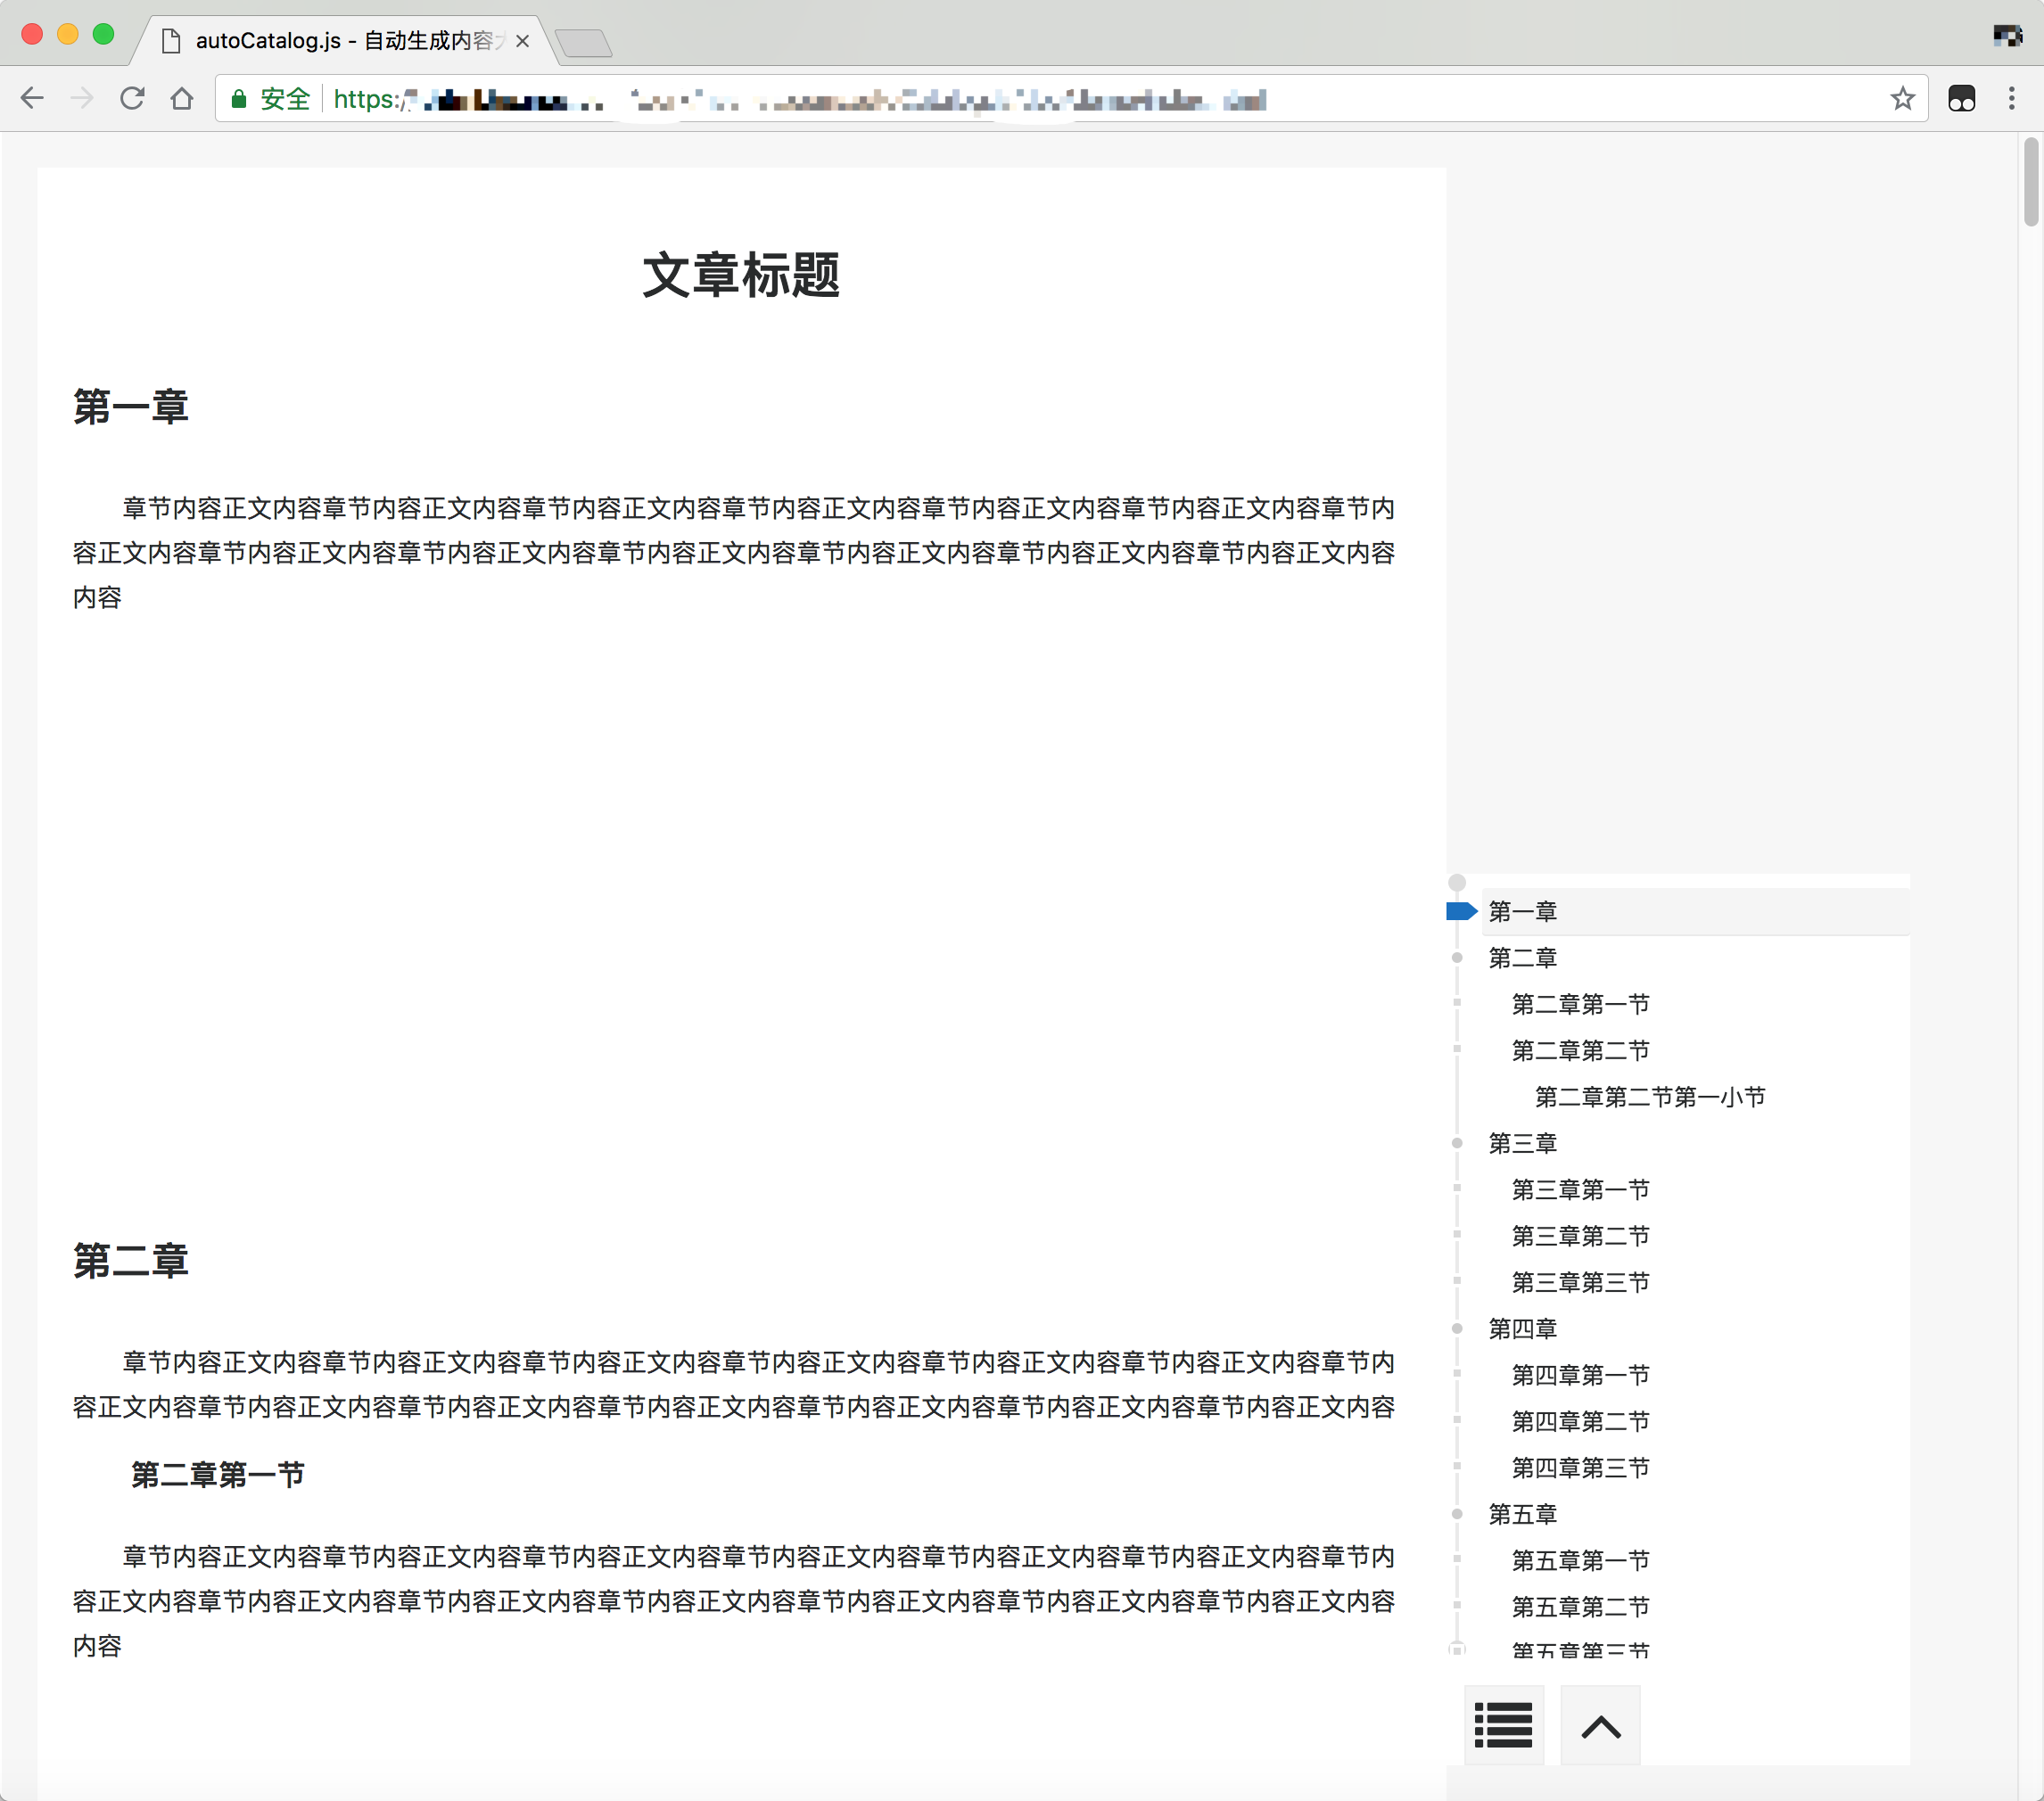 autoCatalog.js - 自动生成内容
安全 https:/
文章标题
第一章
章节内容正文内容章节内容正文内容章节内容正文内容章节内容正文内容章节内容正文内容章节内容正文内容章节内
容正文内容章节内容正文内容章节内容正文内容章节内容正文内容章节内容正文内容章节内容正文内容章节内容正文内容
内容
第二章
章节内容正文内容章节内容正文内容章节内容正文内容章节内容正文内容章节内容正文内容章节内容正文内容章节内
容正文内容章节内容正文内容章节内容正文内容章节内容正文内容章节内容正文内容章节内容正文内容章节内容正文内容
第二章第一节
章节内容正文内容章节内容正文内容章节内容正文内容章节内容正文内容章节内容正文内容章节内容正文内容章节内
容正文内容章节内容正文内容章节内容正文内容章节内容正文内容章节内容正文内容章节内容正文内容章节内容正文内容
内容
第一章
第二章
第二章第一节
第二章第二节
第二章第二节第一小节
第三章
第三章第一节
第三章第二节
第三章第三节
第四章
第四章第一节
第四章第二节
第四章第三节
第五章
第五章第一节
第五章第二节
第五章第三节